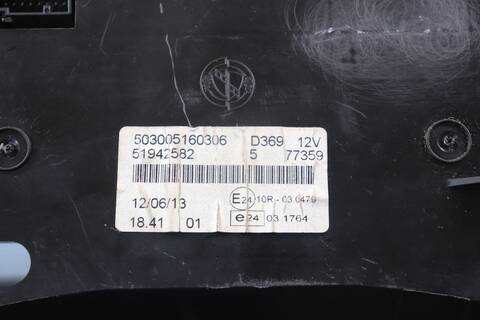 503005160306 D369 12V
51942582 5 77359
12/06/13 E24 10R - 03 0479
18.41 01 e24 03 1764